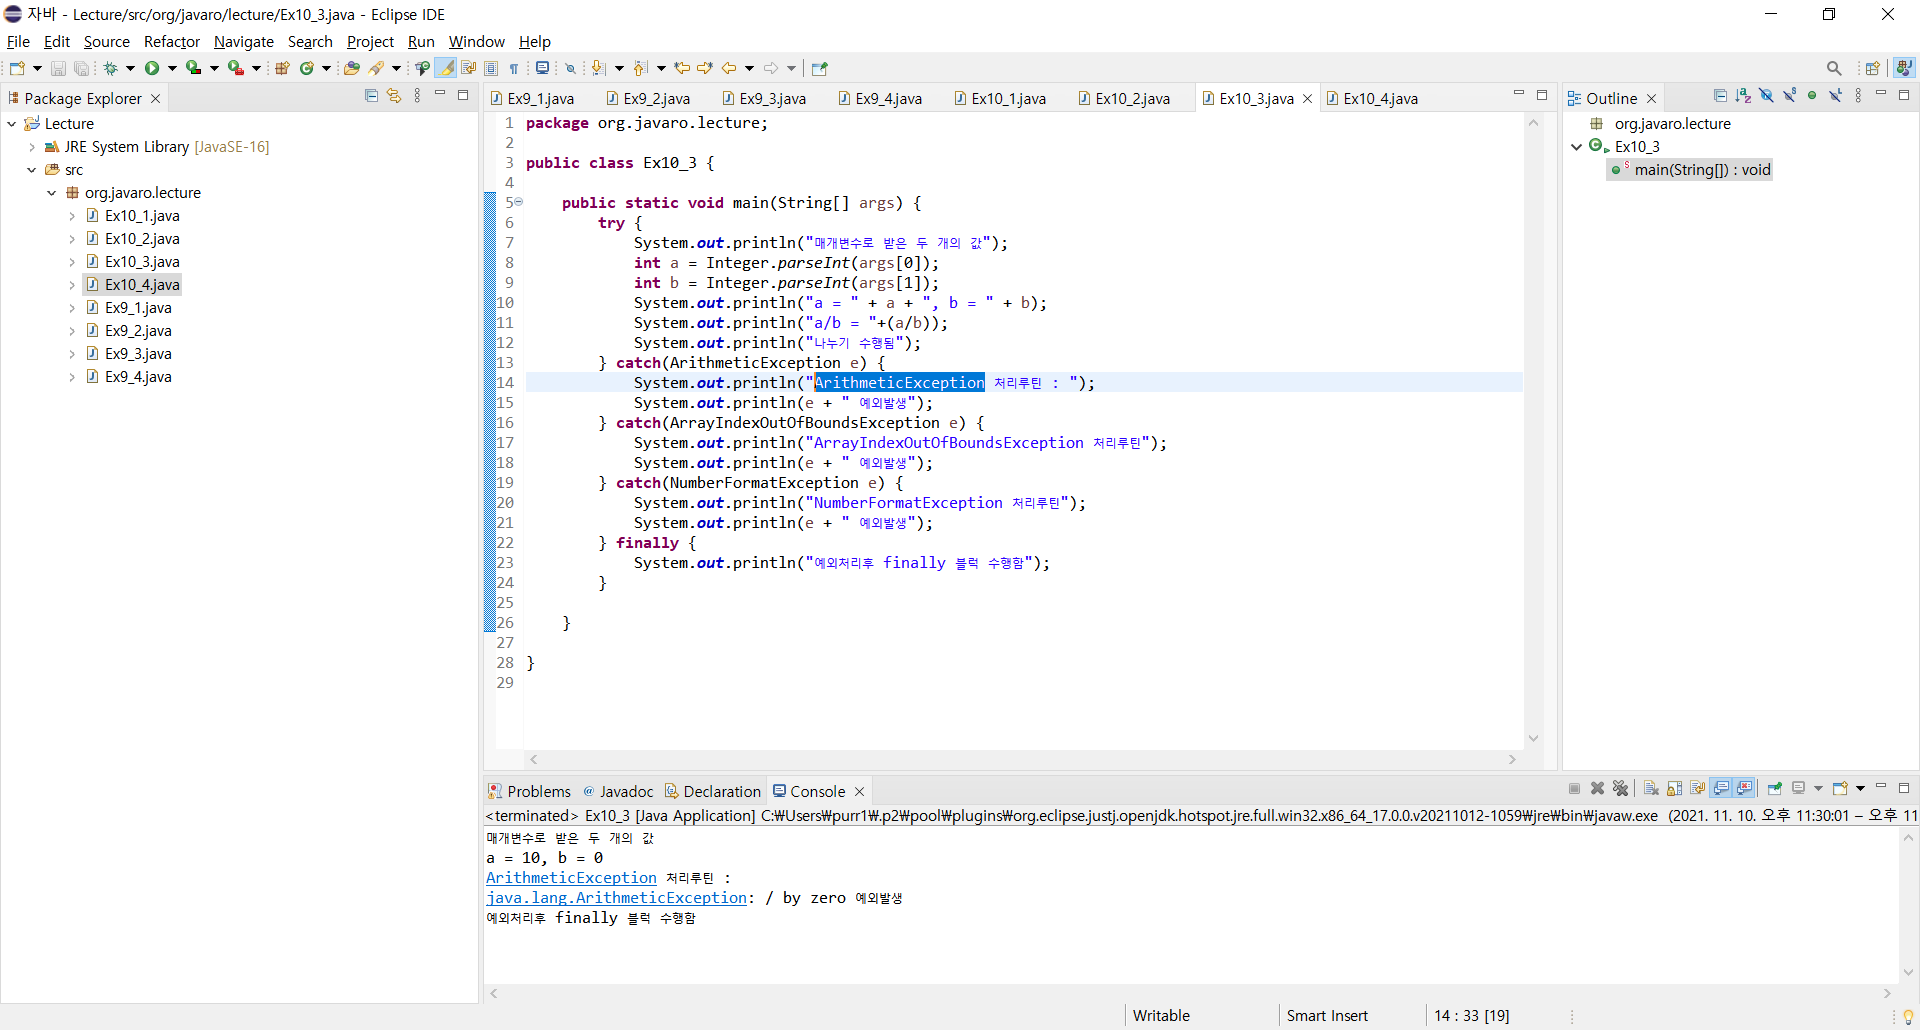 자바 - Lecture/src/org/javaro/lecture/Ex10_3.java - Eclipse IDE
File Edit Source Refactor Navigate Search Project Run Window Help
Package Explorer
Lecture
JRE System Library [JavaSE-16]
src
org.javaro.lecture
Ex10_1.java
Ex10_2.java
Ex10_3.java
Ex10_4.java
Ex9_1.java
Ex9_2.java
Ex9_3.java
Ex9_4.java
Ex9_1.java Ex9_2.java Ex9_3.java Ex9_4.java Ex10_1.java Ex10_2.java Ex10_3.java Ex10_4.java
1 package org.javaro.lecture;
2
3 public class Ex10_3 {
4
5 public static void main(String[] args) {
6 try {
7 System.out.println("매개변수로 받은 두 개의 값");
8 int a = Integer.parseInt(args[0]);
9 int b = Integer.parseInt(args[1]);
10 System.out.println("a = " + a + ", b = " + b);
11 System.out.println("a/b = "+(a/b));
12 System.out.println("나누기 수행됨");
13 } catch(ArithmeticException e) {
14 System.out.println("ArithmeticException 처리루틴 : ");
15 System.out.println(e + " 예외발생");
16 } catch(ArrayIndexOutOfBoundsException e) {
17 System.out.println("ArrayIndexOutOfBoundsException 처리루틴");
18 System.out.println(e + " 예외발생");
19 } catch(NumberFormatException e) {
20 System.out.println("NumberFormatException 처리루틴");
21 System.out.println(e + " 예외발생");
22 } finally {
23 System.out.println("예외처리후 finally 블럭 수행함");
24 }
25
26 }
27
28 }
29
Outline
org.javaro.lecture
Ex10_3
main(String[]) : void
Problems @ Javadoc Declaration Console
<terminated> Ex10_3 [Java Application] C:₩Users₩purr1₩.p2₩pool₩plugins₩org.eclipse.justj.openjdk.hotspot.jre.full.win32.x86_64_17.0.0.v20211012-1059₩jre₩bin₩javaw.exe (2021. 11. 10. 오후 11:30:01 – 오후 11
매개변수로 받은 두 개의 값
a = 10, b = 0
ArithmeticException 처리루틴 :
java.lang.ArithmeticException: / by zero 예외발생
예외처리후 finally 블럭 수행함
Writable Smart Insert 14 : 33 [19]